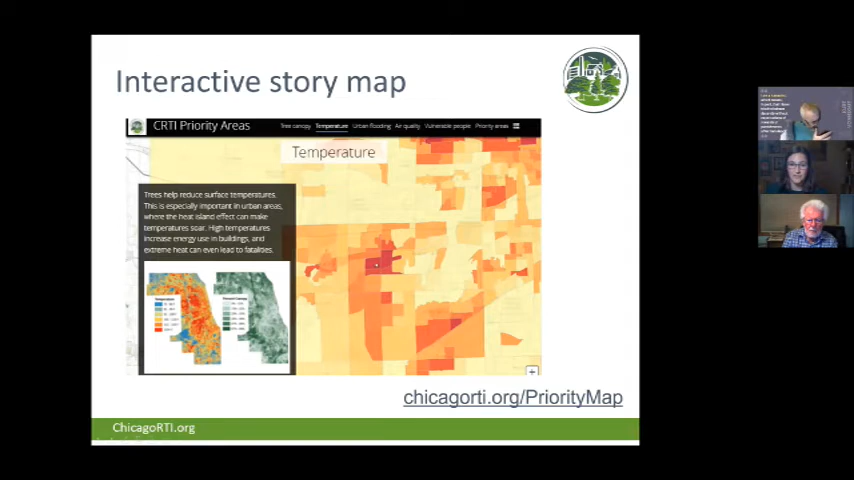 Interactive story map
CRTI Priority Areas
Tree canopy Temperature Urban flooding Air quality Vulnerable people Priority areas
Temperature
Trees help reduce surface temperatures.
This is especially important in urban areas,
where the heat island effect can make
temperatures soar. High temperatures
increase energy use in buildings, and
extreme heat can even lead to fatalities.
Temperature
Percent Canopy
chicagorti.org/PriorityMap
ChicagoRTI.org